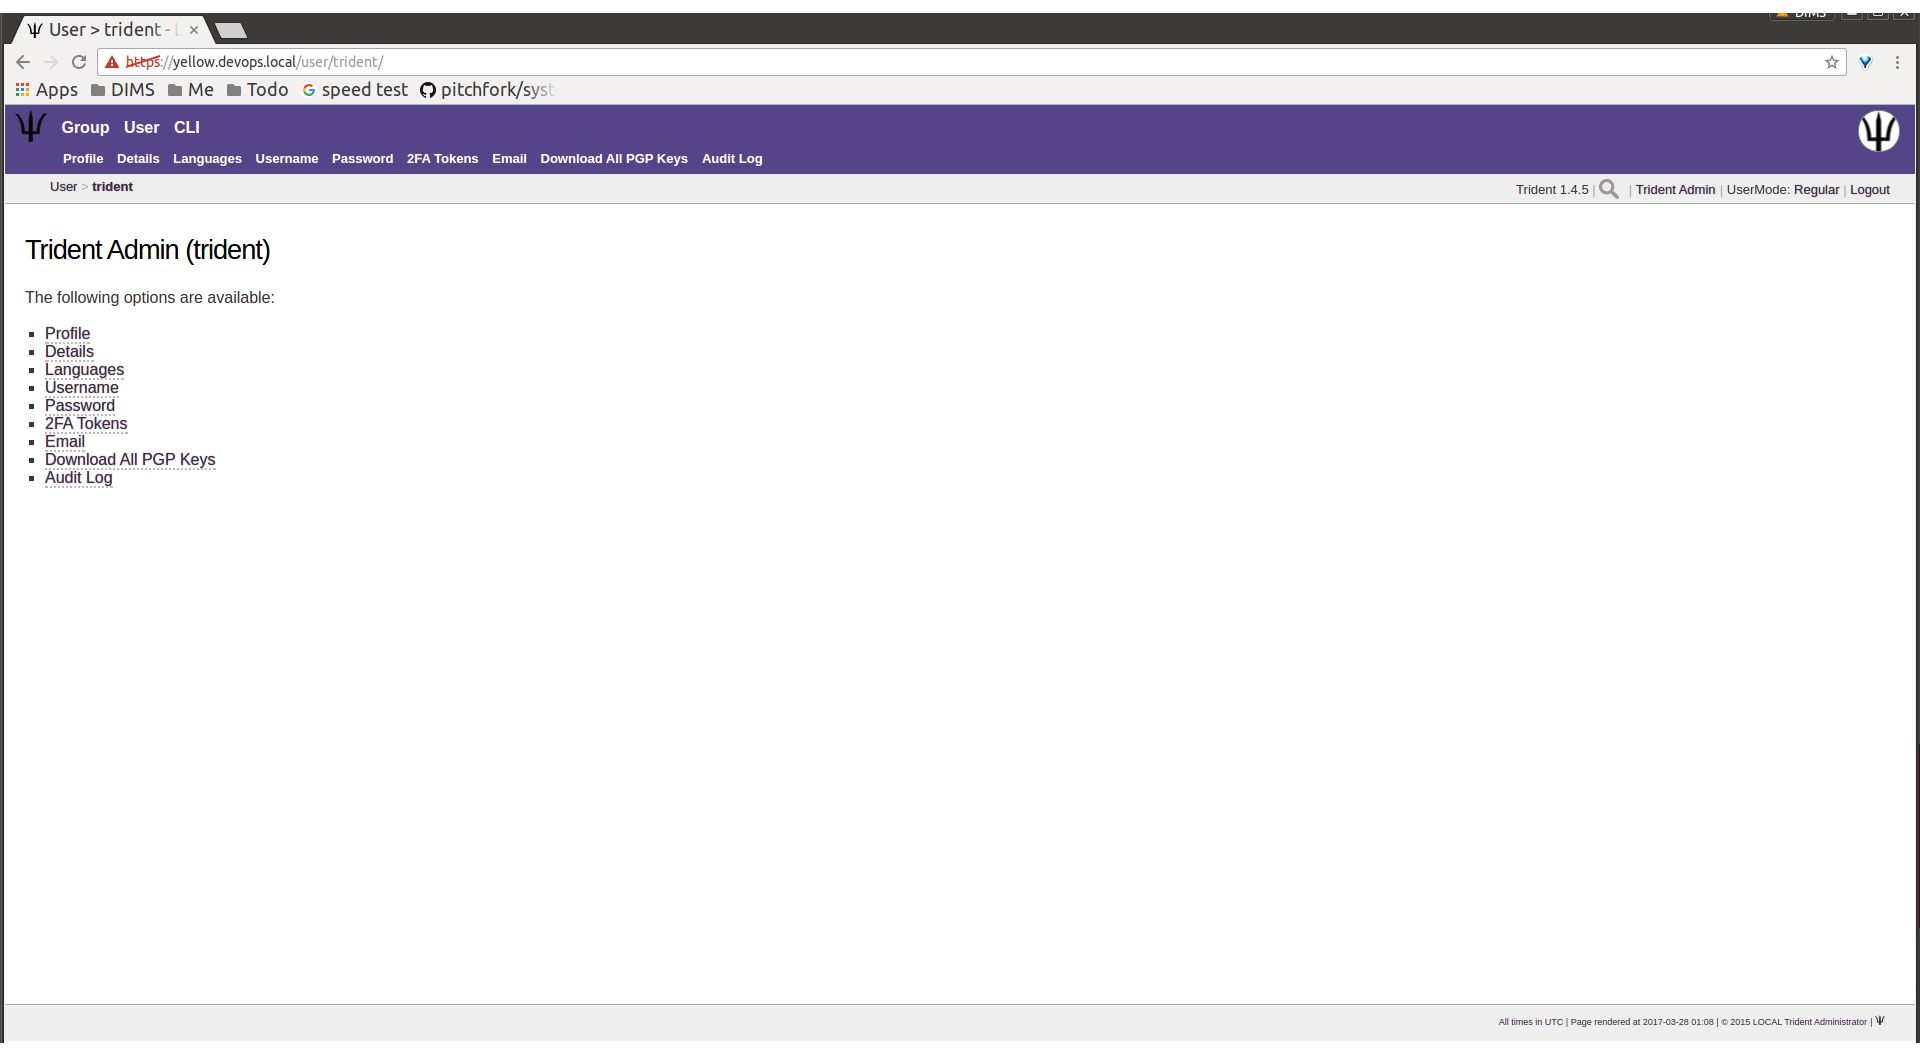 DIMS
User > trident -
https://yellow.devops.local/user/trident/
Apps DIMS Me Todo speed test pitchfork/syst
Group User CLI
Profile Details Languages Username Password 2FA Tokens Email Download All PGP Keys Audit Log
User > trident
Trident 1.4.5 | | Trident Admin | UserMode: Regular | Logout
Trident Admin (trident)
The following options are available:
Profile
Details
Languages
Username
Password
2FA Tokens
Email
Download All PGP Keys
Audit Log
All times in UTC | Page rendered at 2017-03-28 01:08 | © 2015 LOCAL Trident Administrator |